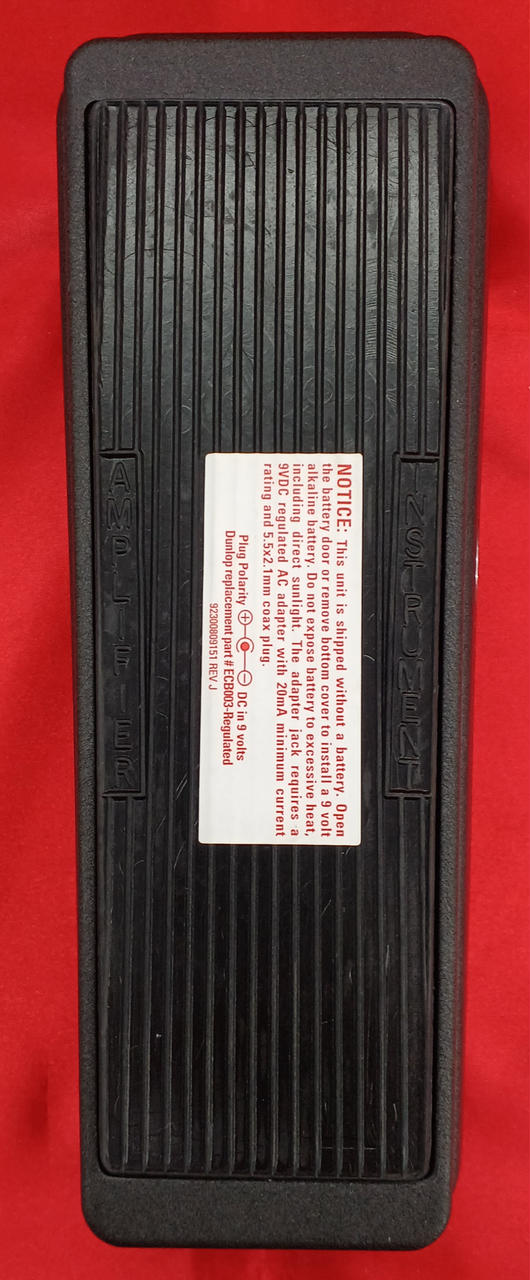 INSTRUMENT
NOTICE: This unit is shipped without a battery. Open
the battery door or remove bottom cover to install a 9 volt
alkaline battery. Do not expose battery to excessive heat,
including direct sunlight. The adapter jack requires a
9VDC regulated AC adapter with 20mA minimum current
rating and 5.5x2.1mm coax plug.
Plug Polarity + - DC in 9 volts
Dunlop replacement part # ECB003-Regulated
92300809151 REV J
AMPLIFIER